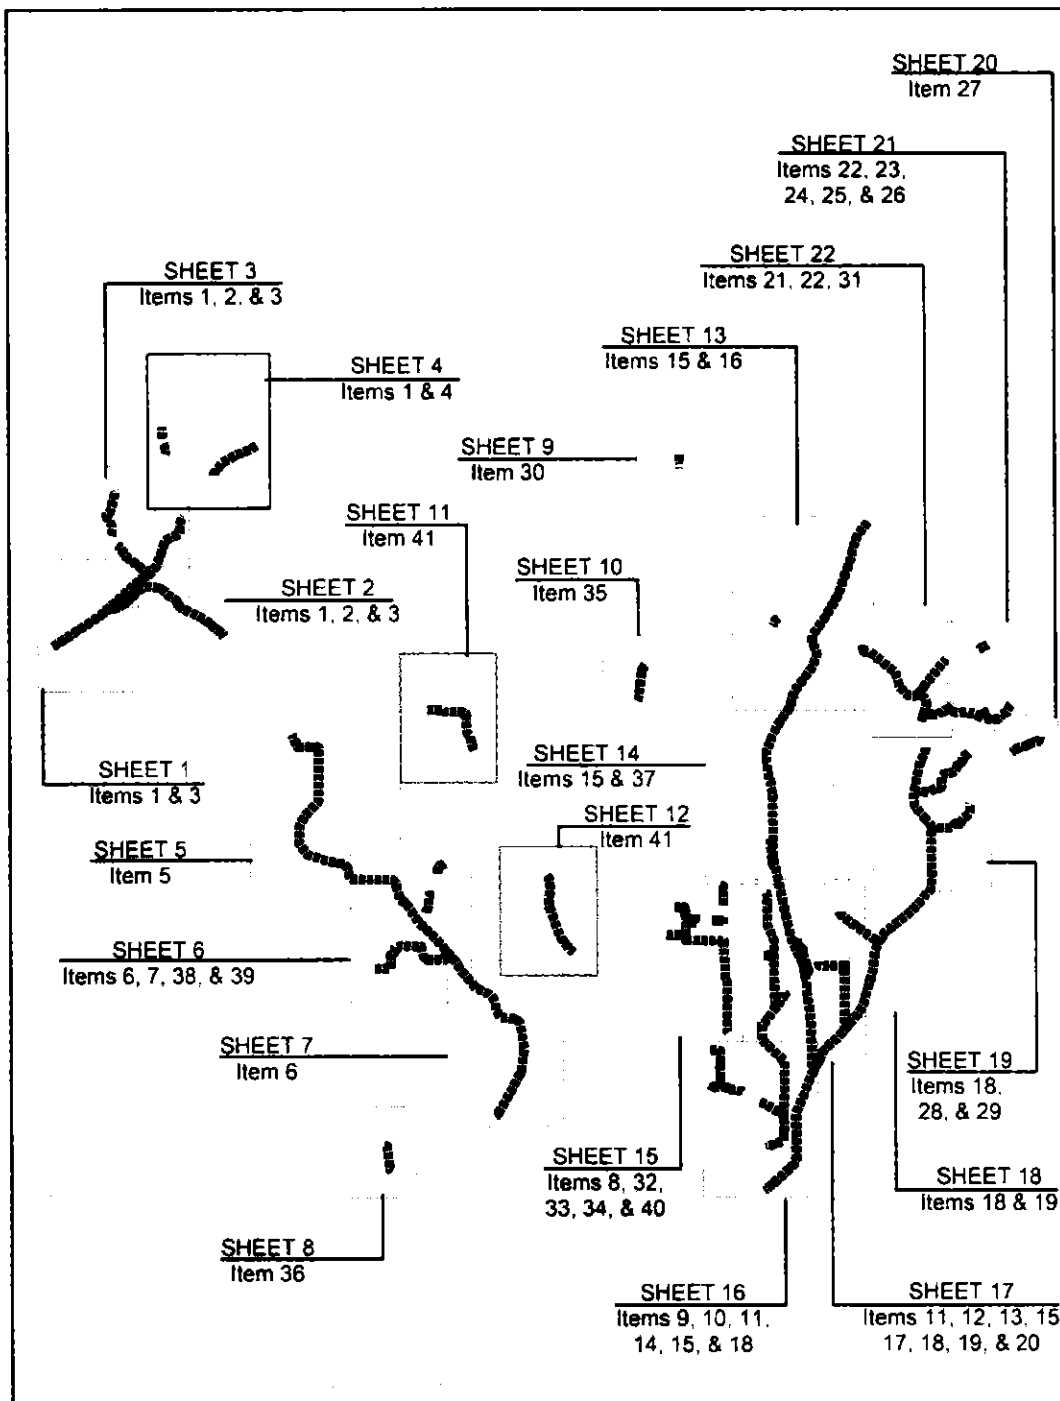 SHEET 20
Item 27
SHEET 21
Items 22, 23,
24, 25, & 26
SHEET 22
Items 21, 22, 31
SHEET 3
Items 1, 2, & 3
SHEET 13
Items 15 & 16
SHEET 4
Items 1 & 4
SHEET 9
Item 30
SHEET 11
Item 41
SHEET 10
Item 35
SHEET 2
Items 1, 2, & 3
SHEET 14
Items 15 & 37
SHEET 1
Items 1 & 3
SHEET 12
Item 41
SHEET 5
Item 5
SHEET 6
Items 6, 7, 38, & 39
SHEET 7
Item 6
SHEET 19
Items 18,
28, & 29
SHEET 15
Items 8, 32,
33, 34, & 40
SHEET 18
Items 18 & 19
SHEET 8
Item 36
SHEET 16
Items 9, 10, 11,
14, 15, & 18
SHEET 17
Items 11, 12, 13, 15
17, 18, 19, & 20